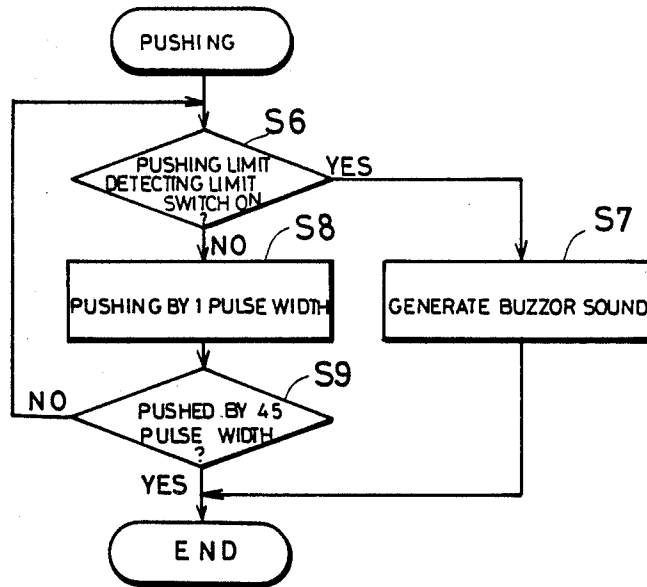 PUSHING
S6
PUSHING LIMIT
DETECTING LIMIT
SWITCH ON
?
YES
NO
S8
S7
PUSHING BY 1 PULSE WIDTH
GENERATE BUZZOR SOUND
S9
NO
PUSHED BY 45
PULSE WIDTH
?
YES
END